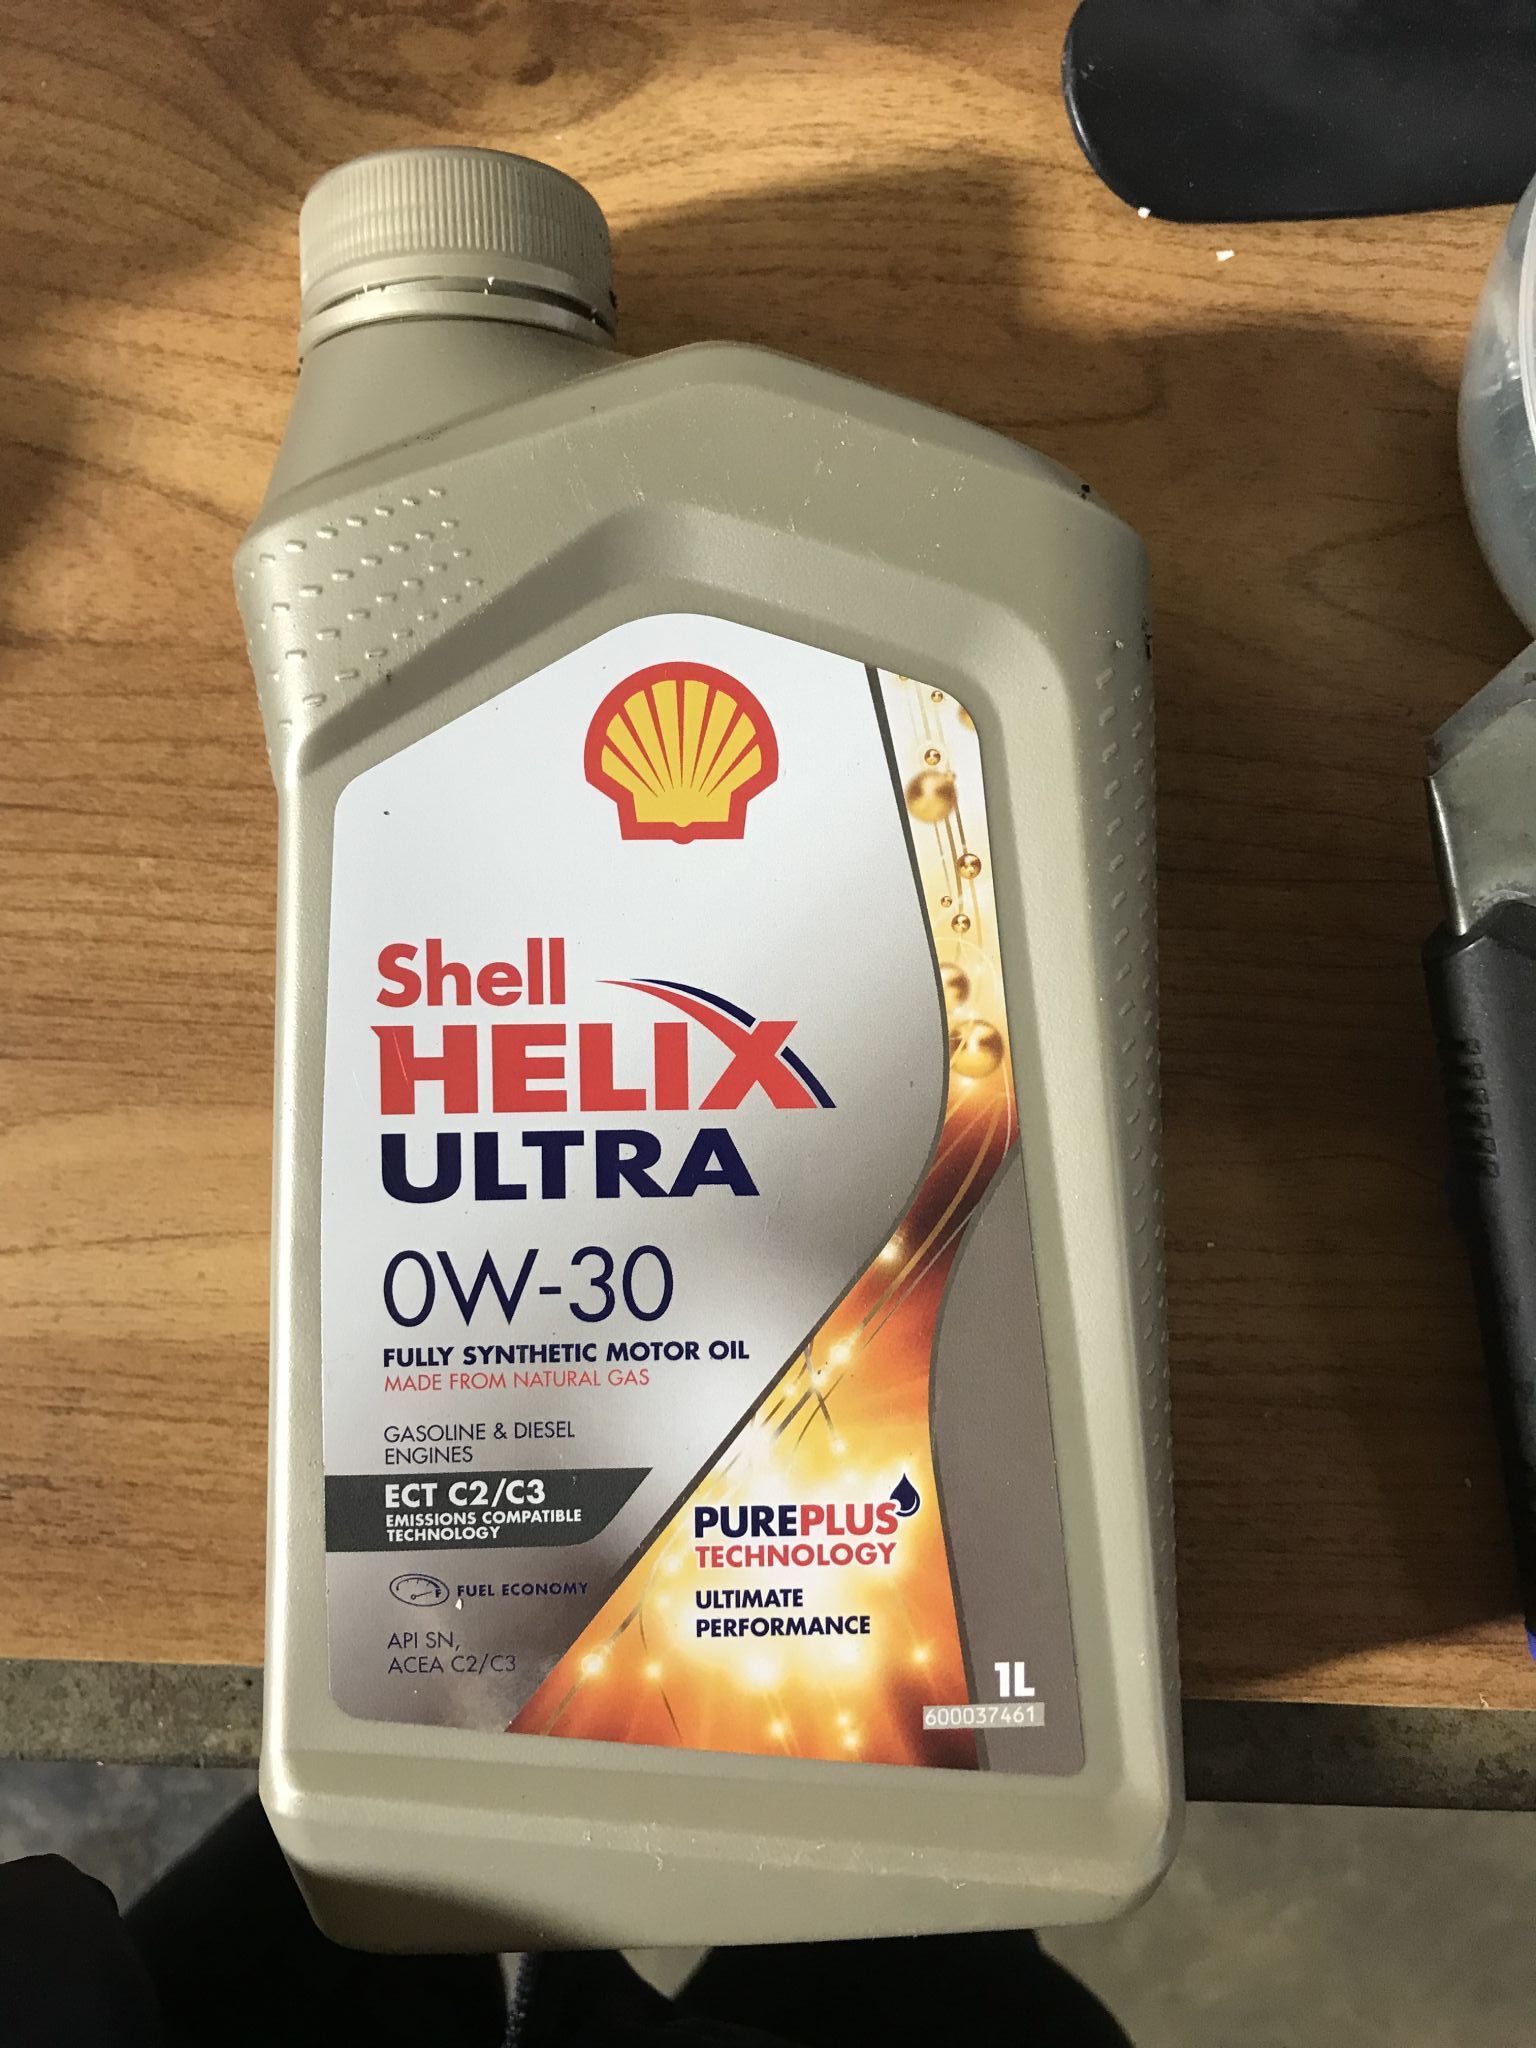 Shell
HELIX
ULTRA
0W-30
FULLY SYNTHETIC MOTOR OIL
MADE FROM NATURAL GAS
GASOLINE & DIESEL
ENGINES
ECT C2/C3
EMISSIONS COMPATIBLE
TECHNOLOGY
F FUEL ECONOMY
API SN,
ACEA C2/C3
PUREPLUS
TECHNOLOGY
ULTIMATE
PERFORMANCE
1L
600037461